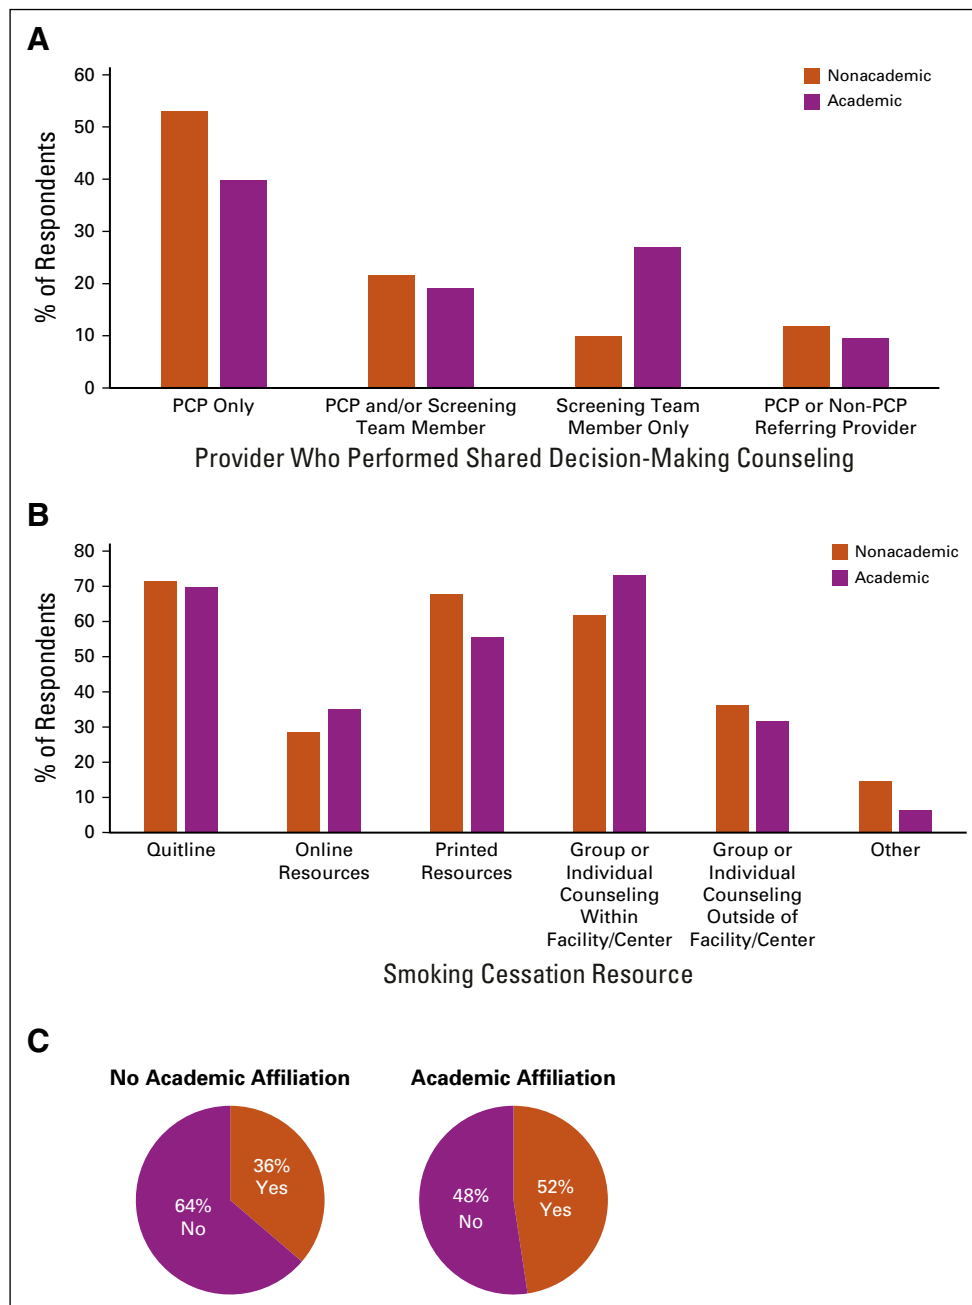 A
60
50
40
30
20
10
0
% of Respondents
Nonacademic
Academic
PCP Only
PCP and/or Screening
Team Member
Screening Team
Member Only
PCP or Non-PCP
Referring Provider
Provider Who Performed Shared Decision-Making Counseling
B
80
70
60
50
40
30
20
10
0
% of Respondents
Nonacademic
Academic
Quitline
Online
Resources
Printed
Resources
Group or
Individual
Counseling
Within
Facility/Center
Group or
Individual
Counseling
Outside of
Facility/Center
Other
Smoking Cessation Resource
C
No Academic Affiliation
36%
Yes
64%
No
Academic Affiliation
48%
No
52%
Yes